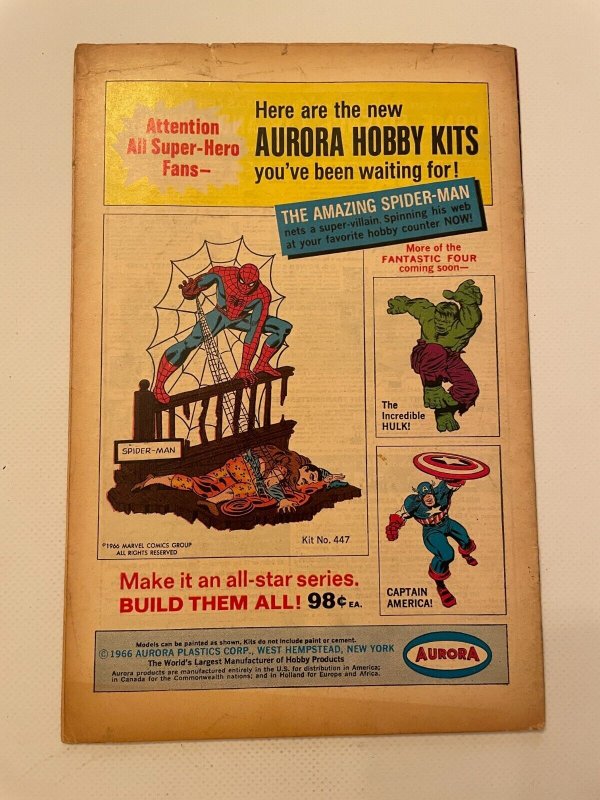 Attention
All Super-Hero
Fans—
Here are the new
AURORA HOBBY KITS
you've been waiting for!
THE AMAZING SPIDER-MAN
nets a super-villain. Spinning his web
at your favorite hobby counter NOW!
More of the
FANTASTIC FOUR
coming soon—
The
Incredible
HULK!
SPIDER-MAN
©1966 MARVEL COMICS GROUP
ALL RIGHTS RESERVED
Kit No. 447
CAPTAIN
AMERICA!
Make it an all-star series.
BUILD THEM ALL! 98¢ EA.
Models can be painted as shown, Kits do not include paint or cement.
©1966 AURORA PLASTICS CORP., WEST HEMPSTEAD, NEW YORK
The World's Largest Manufacturer of Hobby Products
Aurora products are manufactured entirely in the U.S. for distribution in America;
in Canada for the Commonwealth nations; and in Holland for Europe and Africa.
AURORA